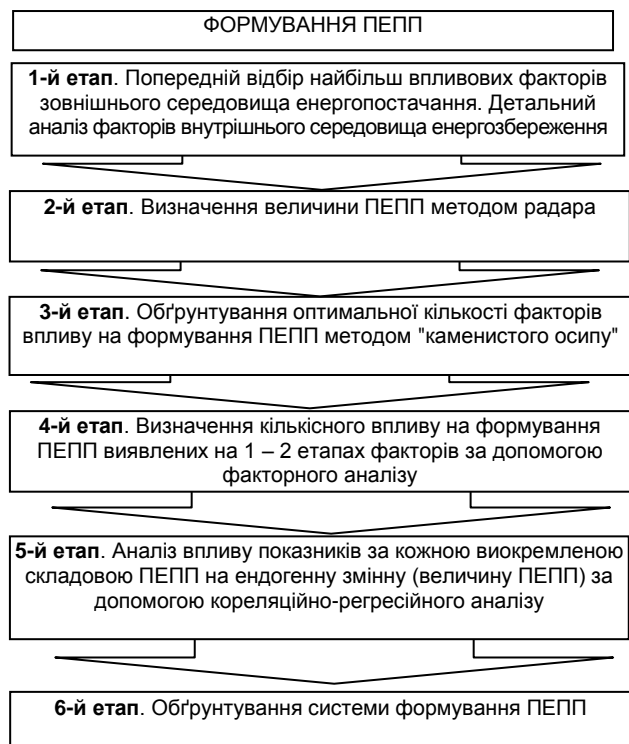 ФОРМУВАННЯ ПЕПП
1-й етап. Попередній відбір найбільш впливових факторів
зовнішнього середовища енергопостачання. Детальний
аналіз факторів внутрішнього середовища енергозбереження
2-й етап. Визначення величини ПЕПП методом радара
3-й етап. Обґрунтування оптимальної кількості факторів
впливу на формування ПЕПП методом "каменистого осипу"
4-й етап. Визначення кількісного впливу на формування
ПЕПП виявлених на 1 – 2 етапах факторів за допомогою
факторного аналізу
5-й етап. Аналіз впливу показників за кожною виокремленою
складовою ПЕПП на ендогенну змінну (величину ПЕПП) за
допомогою кореляційно-регресійного аналізу
6-й етап. Обґрунтування системи формування ПЕПП